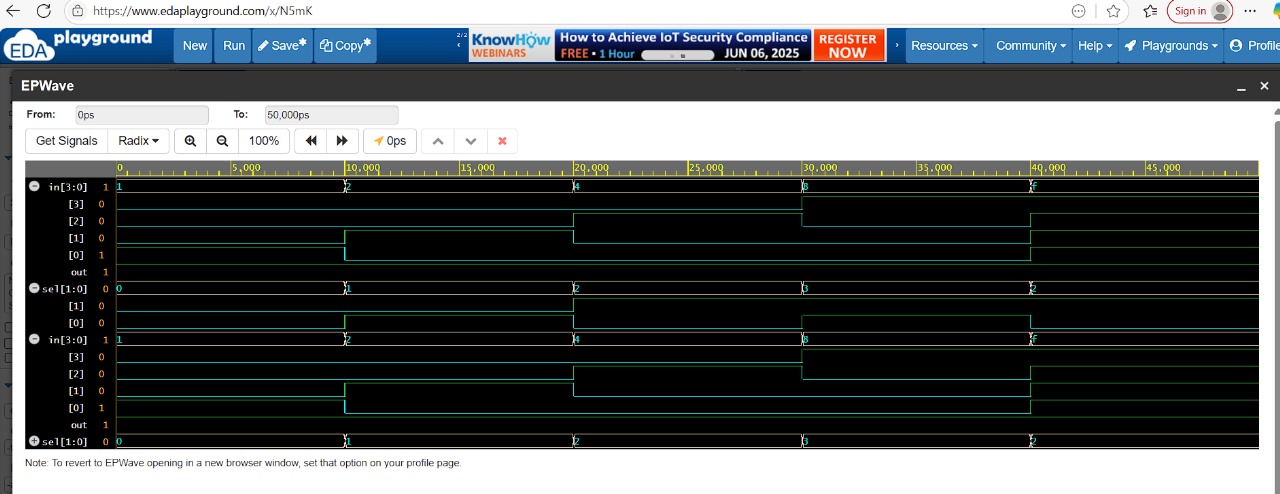 https://www.edaplayground.com/x/N5mK
Sign in
EDA playground
New Run Save* Copy*
2/2
KnowHow WEBINARS
How to Achieve IoT Security Compliance
FREE • 1 Hour JUN 06, 2025
REGISTER NOW
Resources Community Help Playgrounds Profile
EPWave
From: 0ps To: 50,000ps
Get Signals Radix 100% 0ps
0 5,000 10,000 15,000 20,000 25,000 30,000 35,000 40,000 45,000
in[3:0] 1 1 2 4 8 f
[3] 0
[2] 0
[1] 0
[0] 1
out 1
sel[1:0] 0 0 1 2 3 2
[1] 0
[0] 0
in[3:0] 1 1 2 4 8 f
[3] 0
[2] 0
[1] 0
[0] 1
out 1
sel[1:0] 0 0 1 2 3 2
Note: To revert to EPWave opening in a new browser window, set that option on your profile page.